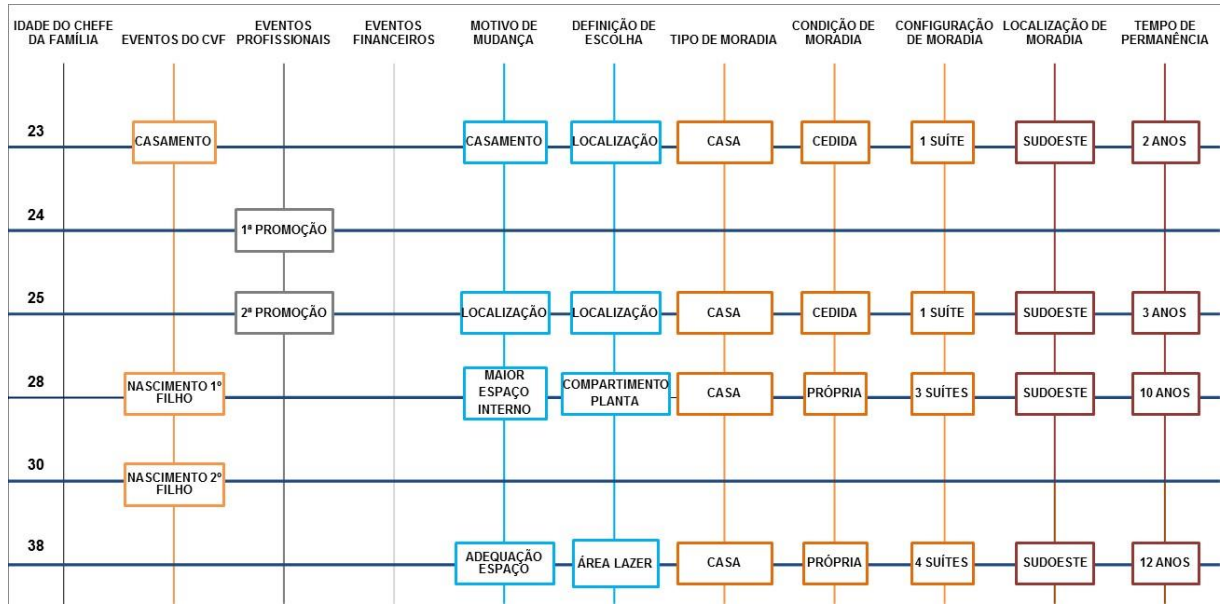 IDADE DO CHEFE
DA FAMÍLIA
EVENTOS DO CVF
EVENTOS
PROFISSIONAIS
EVENTOS
FINANCEIROS
MOTIVO DE
MUDANÇA
DEFINIÇÃO DE
ESCOLHA
TIPO DE MORADIA
CONDIÇÃO DE
MORADIA
CONFIGURAÇÃO
DE MORADIA
LOCALIZAÇÃO DE
MORADIA
TEMPO DE
PERMANÊNCIA
23
CASAMENTO
CASAMENTO
LOCALIZAÇÃO
CASA
CEDIDA
1 SUÍTE
SUDOESTE
2 ANOS
24
1ª PROMOÇÃO
25
2ª PROMOÇÃO
LOCALIZAÇÃO
LOCALIZAÇÃO
CASA
CEDIDA
1 SUÍTE
SUDOESTE
3 ANOS
28
NASCIMENTO 1º
FILHO
MAIOR
ESPAÇO
INTERNO
COMPARTIMENTO
PLANTA
CASA
PRÓPRIA
3 SUÍTES
SUDOESTE
10 ANOS
30
NASCIMENTO 2º
FILHO
38
ADEQUAÇÃO
ESPAÇO
ÁREA LAZER
CASA
PRÓPRIA
4 SUÍTES
SUDOESTE
12 ANOS